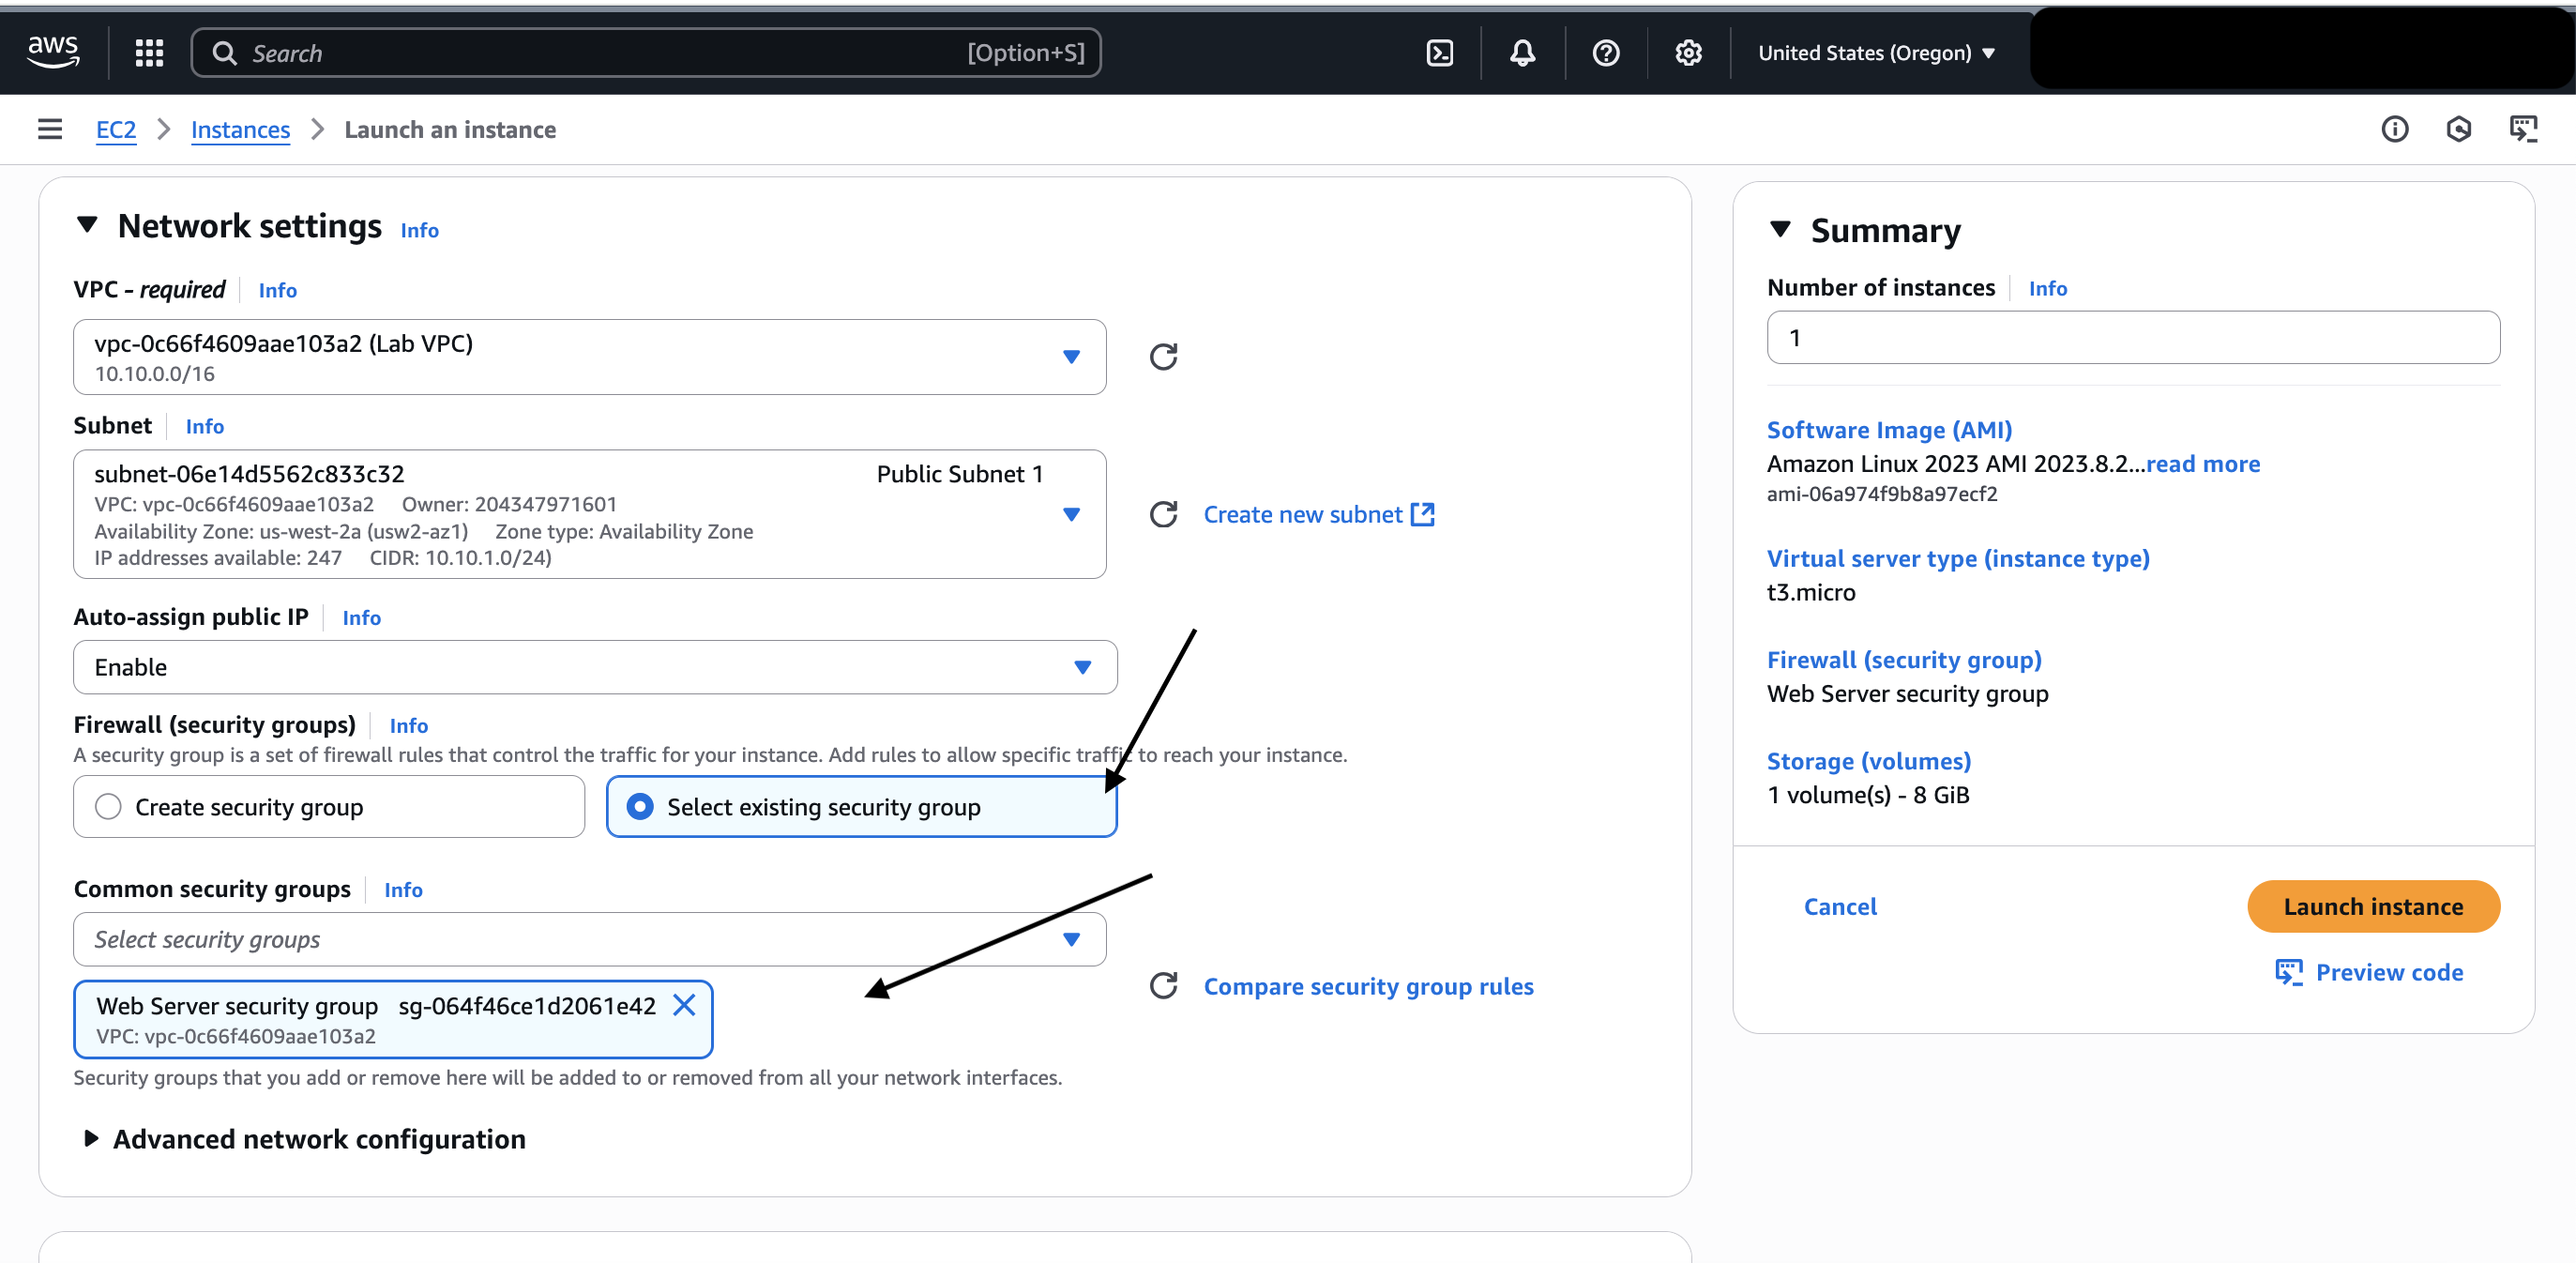 aws
Search [Option+S]
United States (Oregon)
EC2 Instances Launch an instance
Network settings Info
VPC - required Info
vpc-0c66f4609aae103a2 (Lab VPC)
10.10.0.0/16
Subnet Info
subnet-06e14d5562c833c32 Public Subnet 1
VPC: vpc-0c66f4609aae103a2 Owner: 204347971601
Availability Zone: us-west-2a (usw2-az1) Zone type: Availability Zone
IP addresses available: 247 CIDR: 10.10.1.0/24)
Create new subnet
Auto-assign public IP Info
Enable
Firewall (security groups) Info
A security group is a set of firewall rules that control the traffic for your instance. Add rules to allow specific traffic to reach your instance.
Create security group
Select existing security group
Common security groups Info
Select security groups
Web Server security group sg-064f46ce1d2061e42
VPC: vpc-0c66f4609aae103a2
Compare security group rules
Security groups that you add or remove here will be added to or removed from all your network interfaces.
Advanced network configuration
Summary
Number of instances Info
1
Software Image (AMI)
Amazon Linux 2023 AMI 2023.8.2...read more
ami-06a974f9b8a97ecf2
Virtual server type (instance type)
t3.micro
Firewall (security group)
Web Server security group
Storage (volumes)
1 volume(s) - 8 GiB
Cancel
Launch instance
Preview code